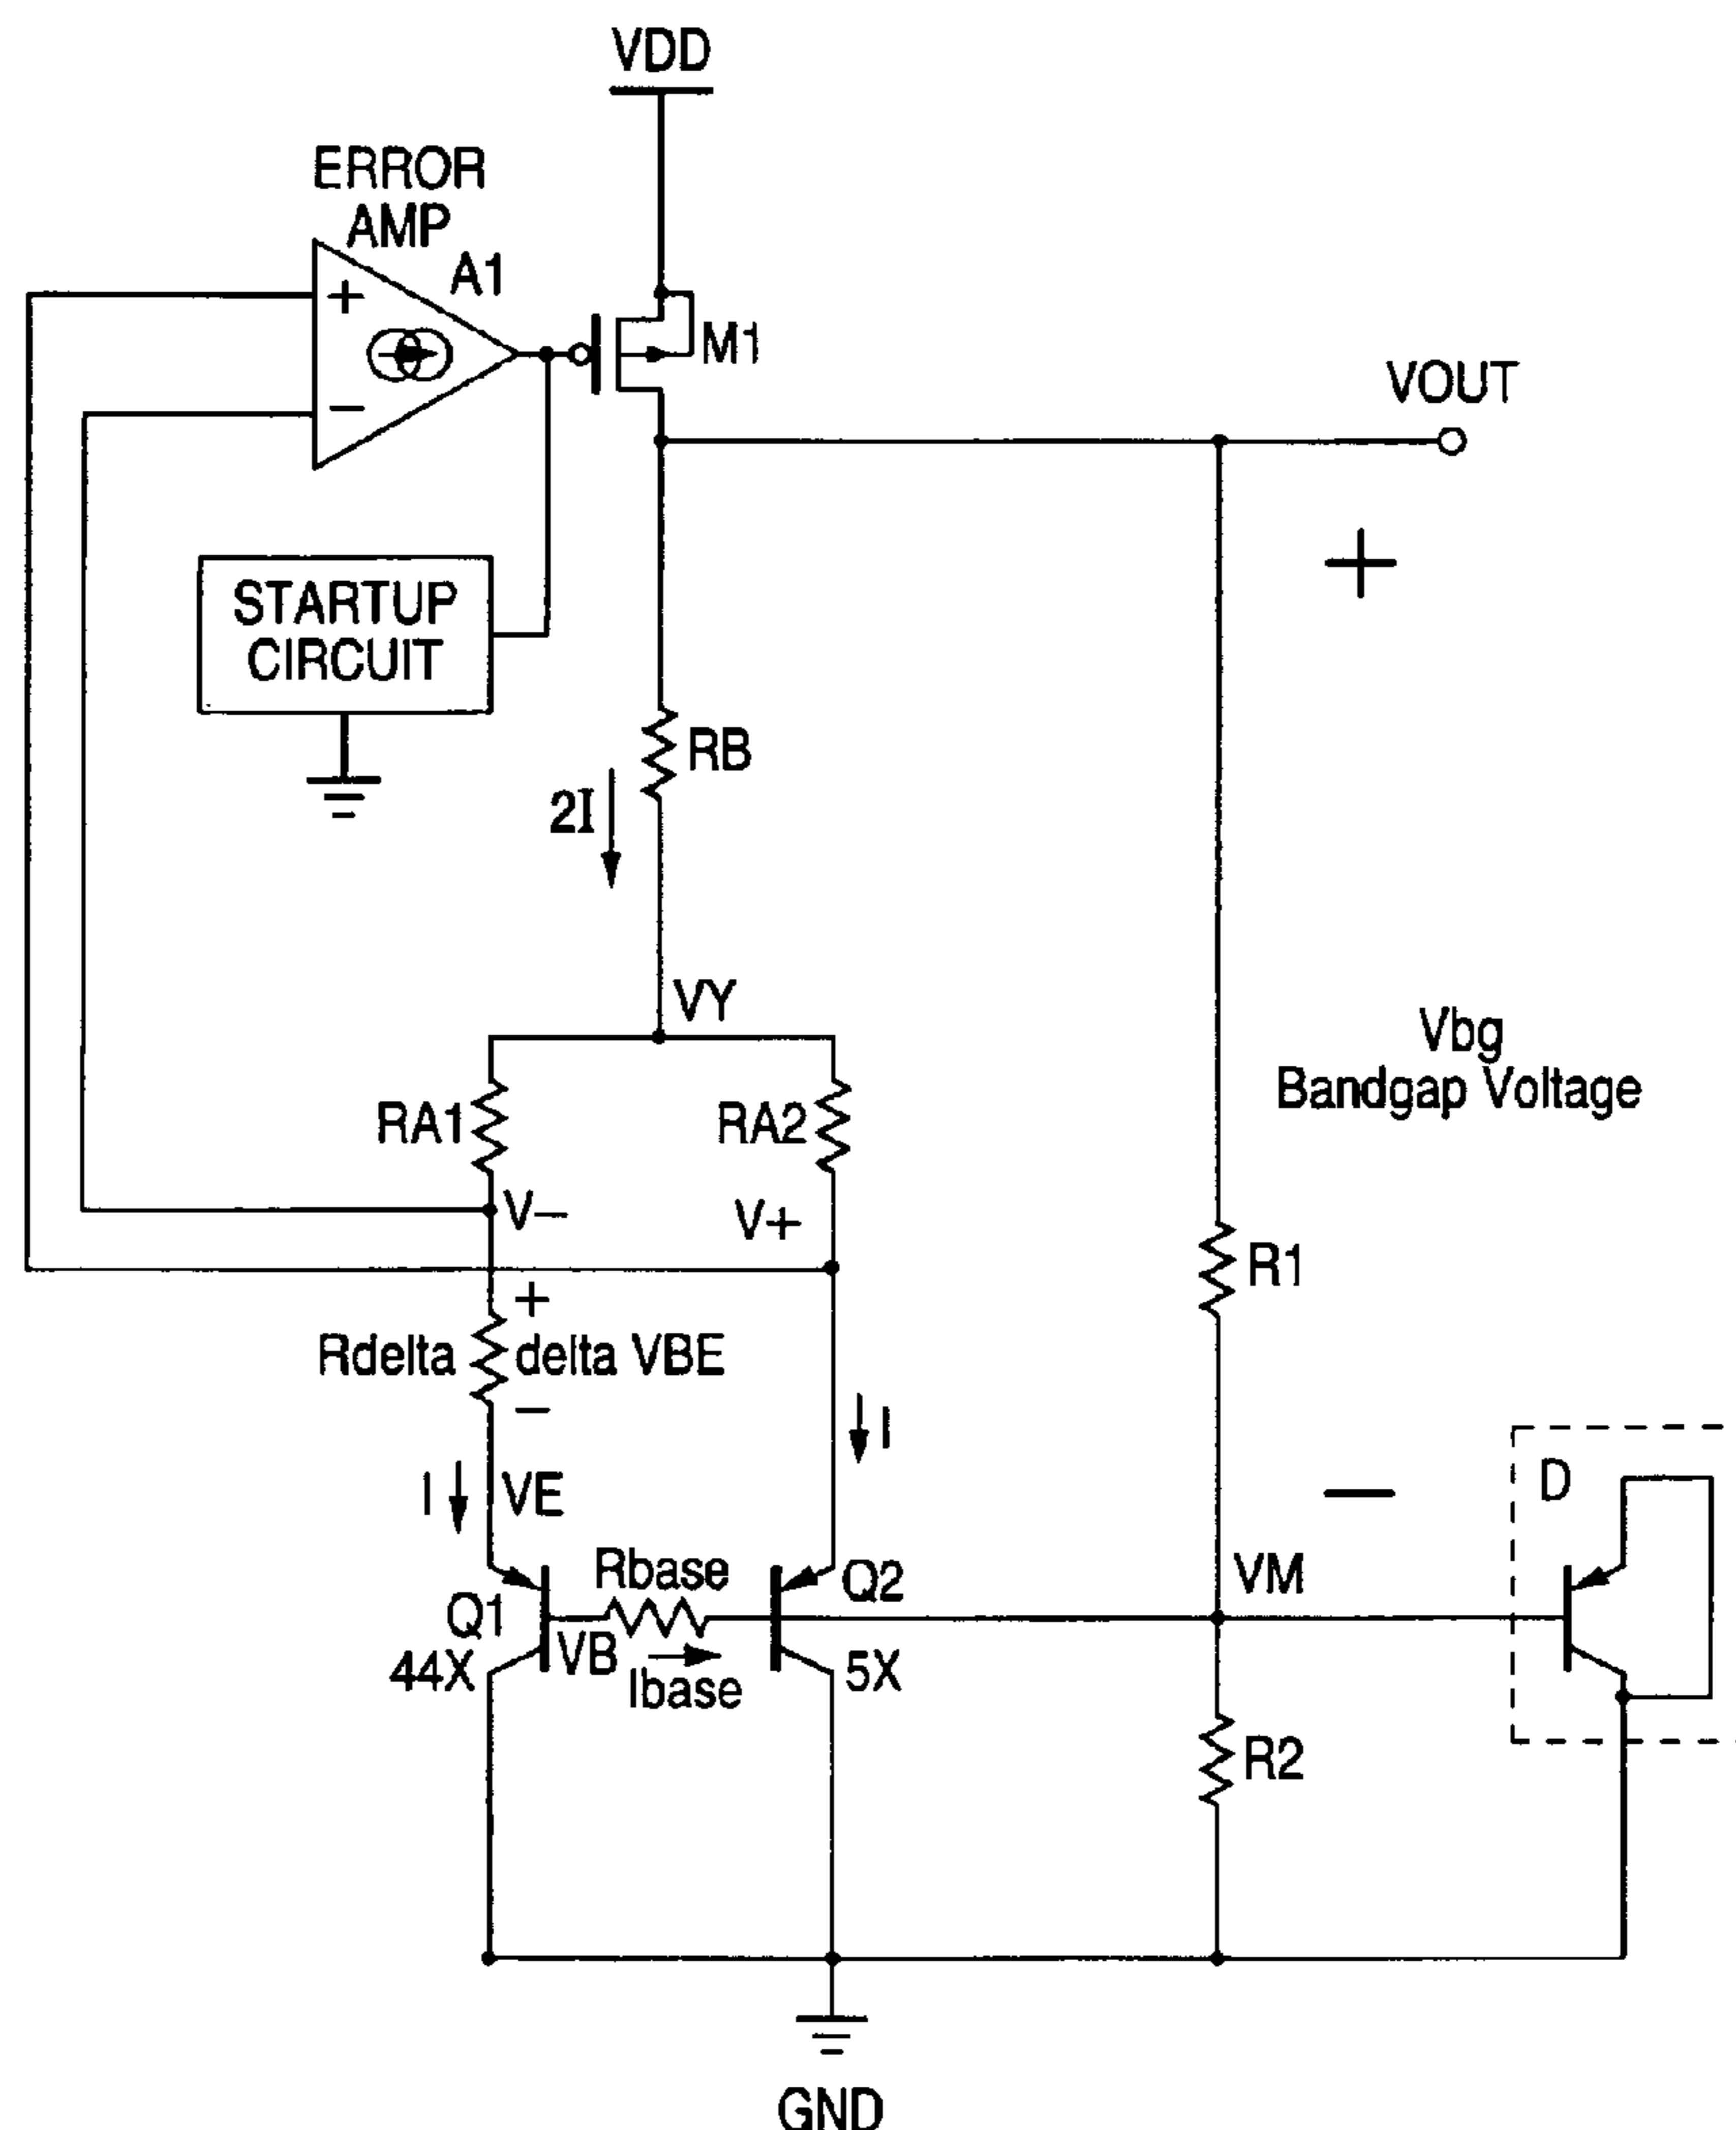 VDD
ERROR
AMP
A1
+
−
M1
VOUT
+
STARTUP
CIRCUIT
RB
2I
VY
Vbg
Bandgap Voltage
RA1
RA2
V−
V+
R1
+
Rdelta
delta VBE
−
I
I
VE
−
D
Rbase
Q2
VM
Q1
VB
44X
Ibase
5X
R2
GND